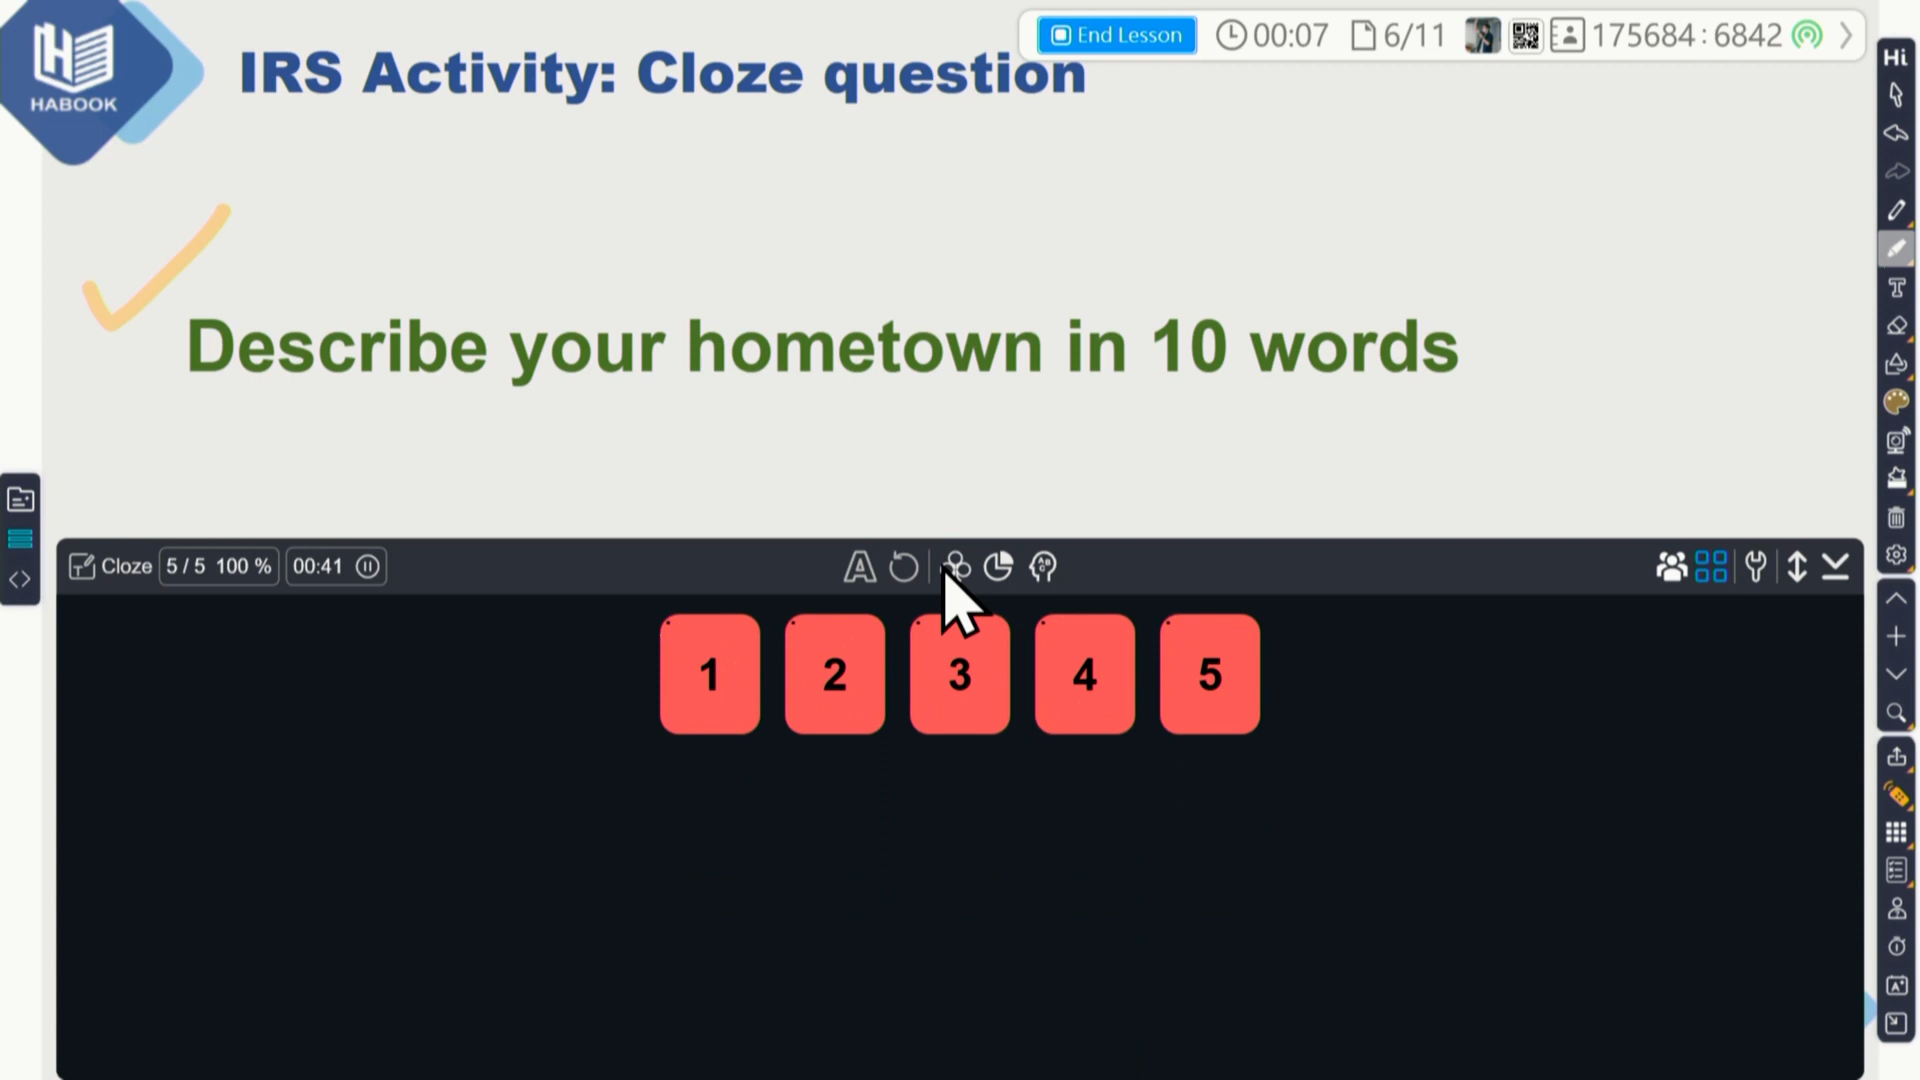 End Lesson 00:07 6/11 175684:6842
Hi
HABOOK
IRS Activity: Cloze question
Describe your hometown in 10 words
Cloze 5 / 5 100 % 00:41
1 2 3 4 5